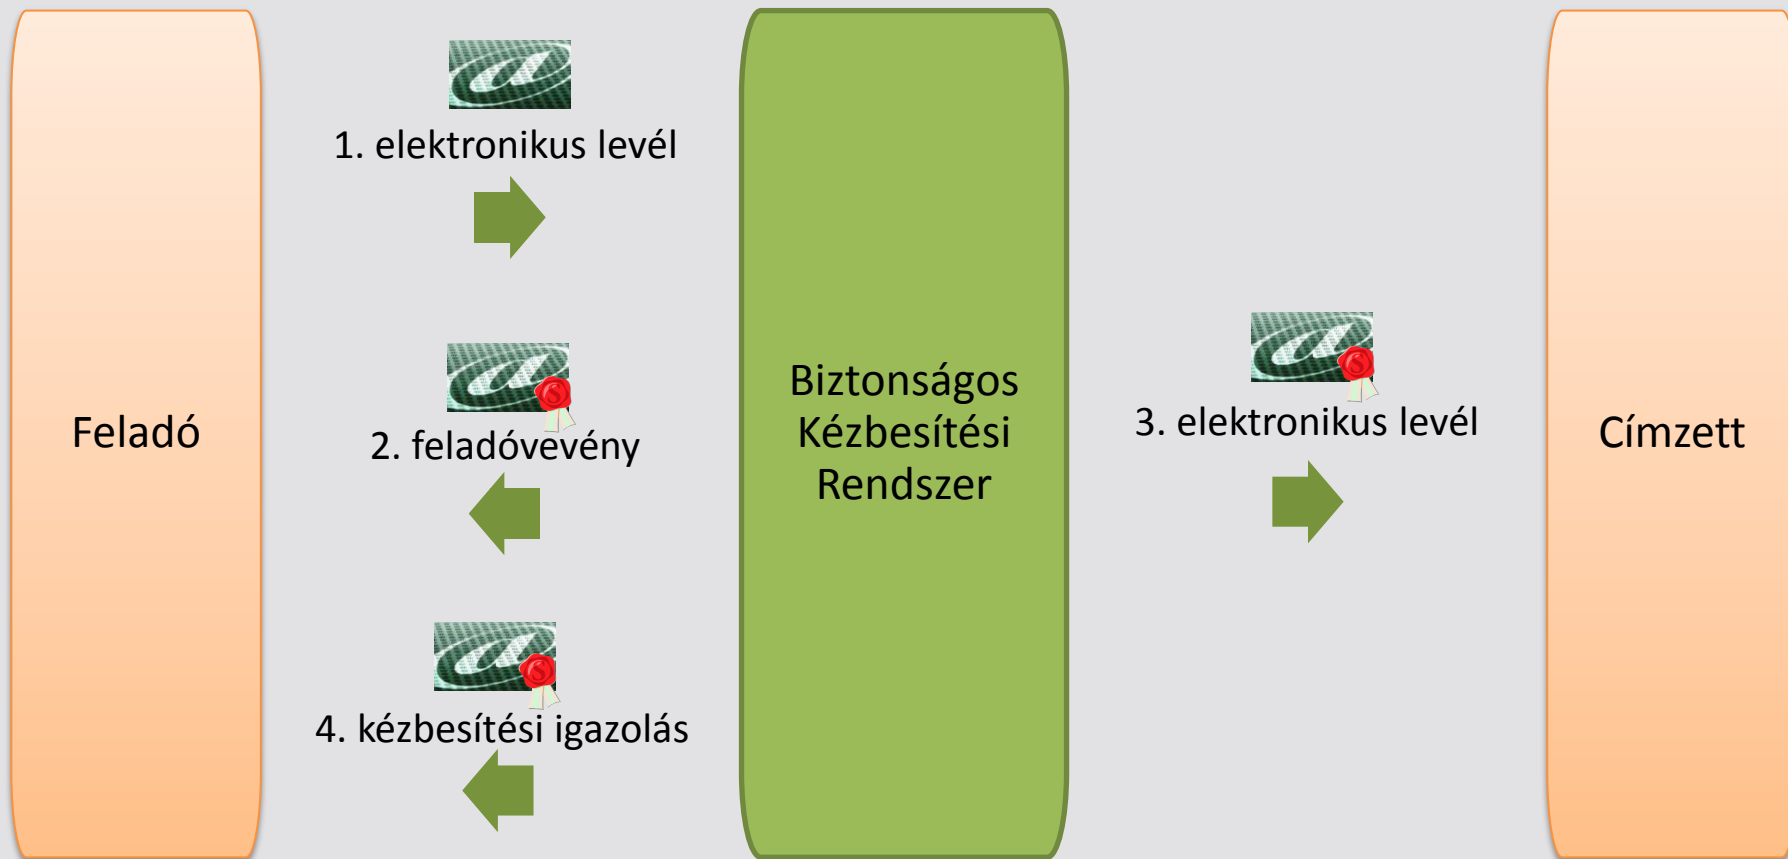 Feladó
1. elektronikus levél
2. feladóvevény
4. kézbesítési igazolás
Biztonságos
Kézbesítési
Rendszer
3. elektronikus levél
Címzett